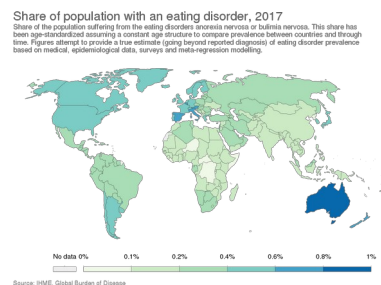 Share of population with an eating disorder, 2017
Share of the population suffering from the eating disorders anorexia nervosa or bulimia nervosa. This share has
been age-standardized assuming a constant age structure to compare prevalence between countries and through
time. Figures attempt to provide a true estimate (going beyond reported diagnosis) of eating disorder prevalence
based on medical, epidemiological data, surveys and meta-regression modelling.
No data 0% 0.1% 0.2% 0.4% 0.6% 0.8% 1%
Source: IHME, Global Burden of Disease